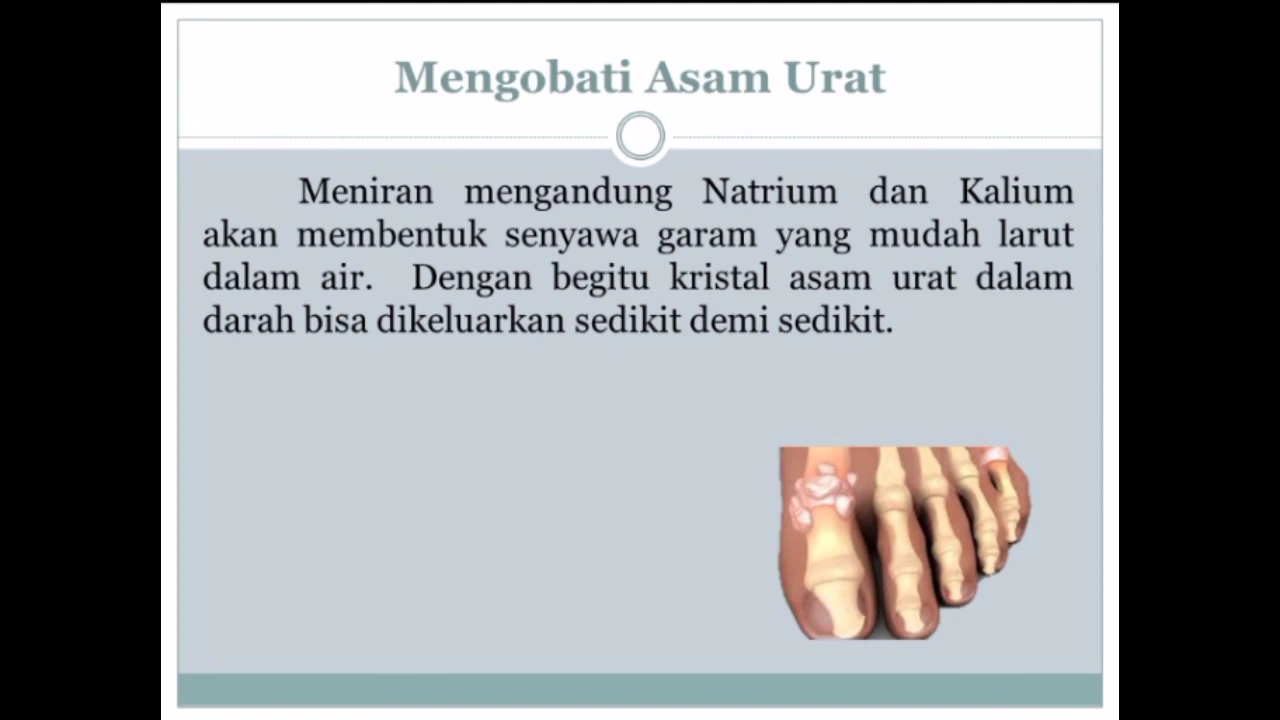 Mengobati Asam Urat
Meniran mengandung Natrium dan Kalium
akan membentuk senyawa garam yang mudah larut
dalam air. Dengan begitu kristal asam urat dalam
darah bisa dikeluarkan sedikit demi sedikit.